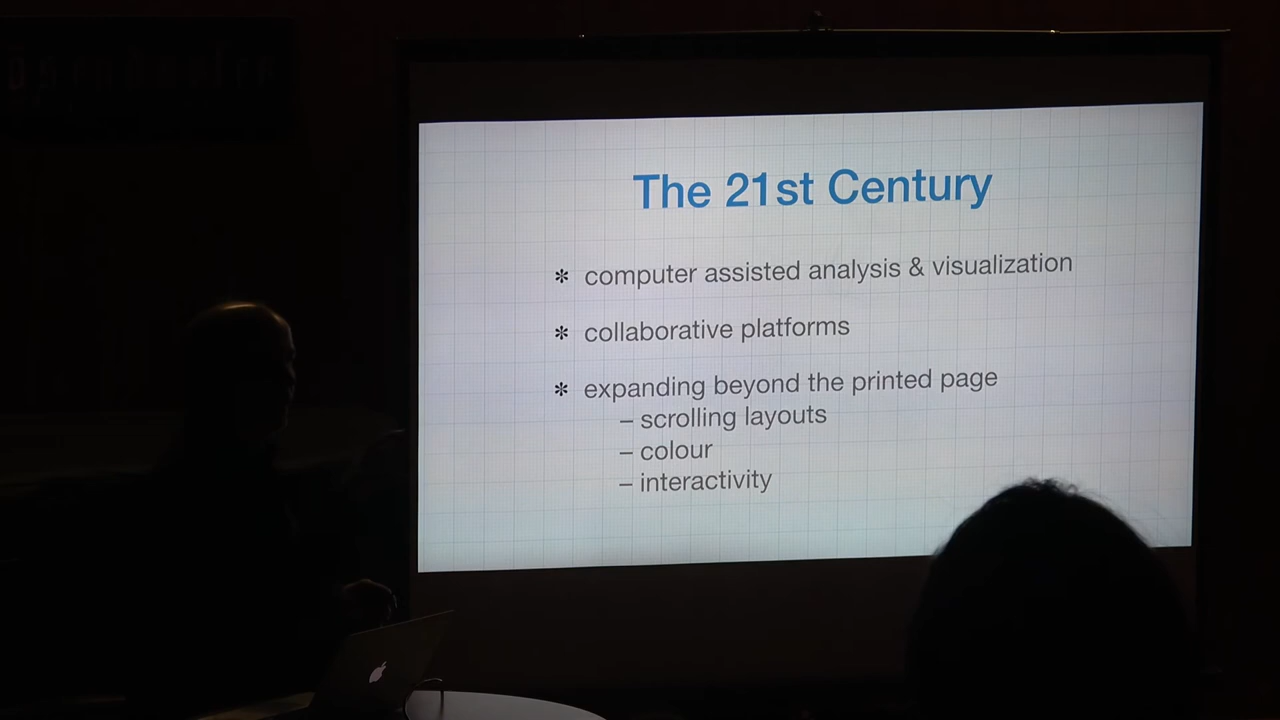 The 21st Century
* computer assisted analysis & visualization
* collaborative platforms
* expanding beyond the printed page
– scrolling layouts
– colour
– interactivity